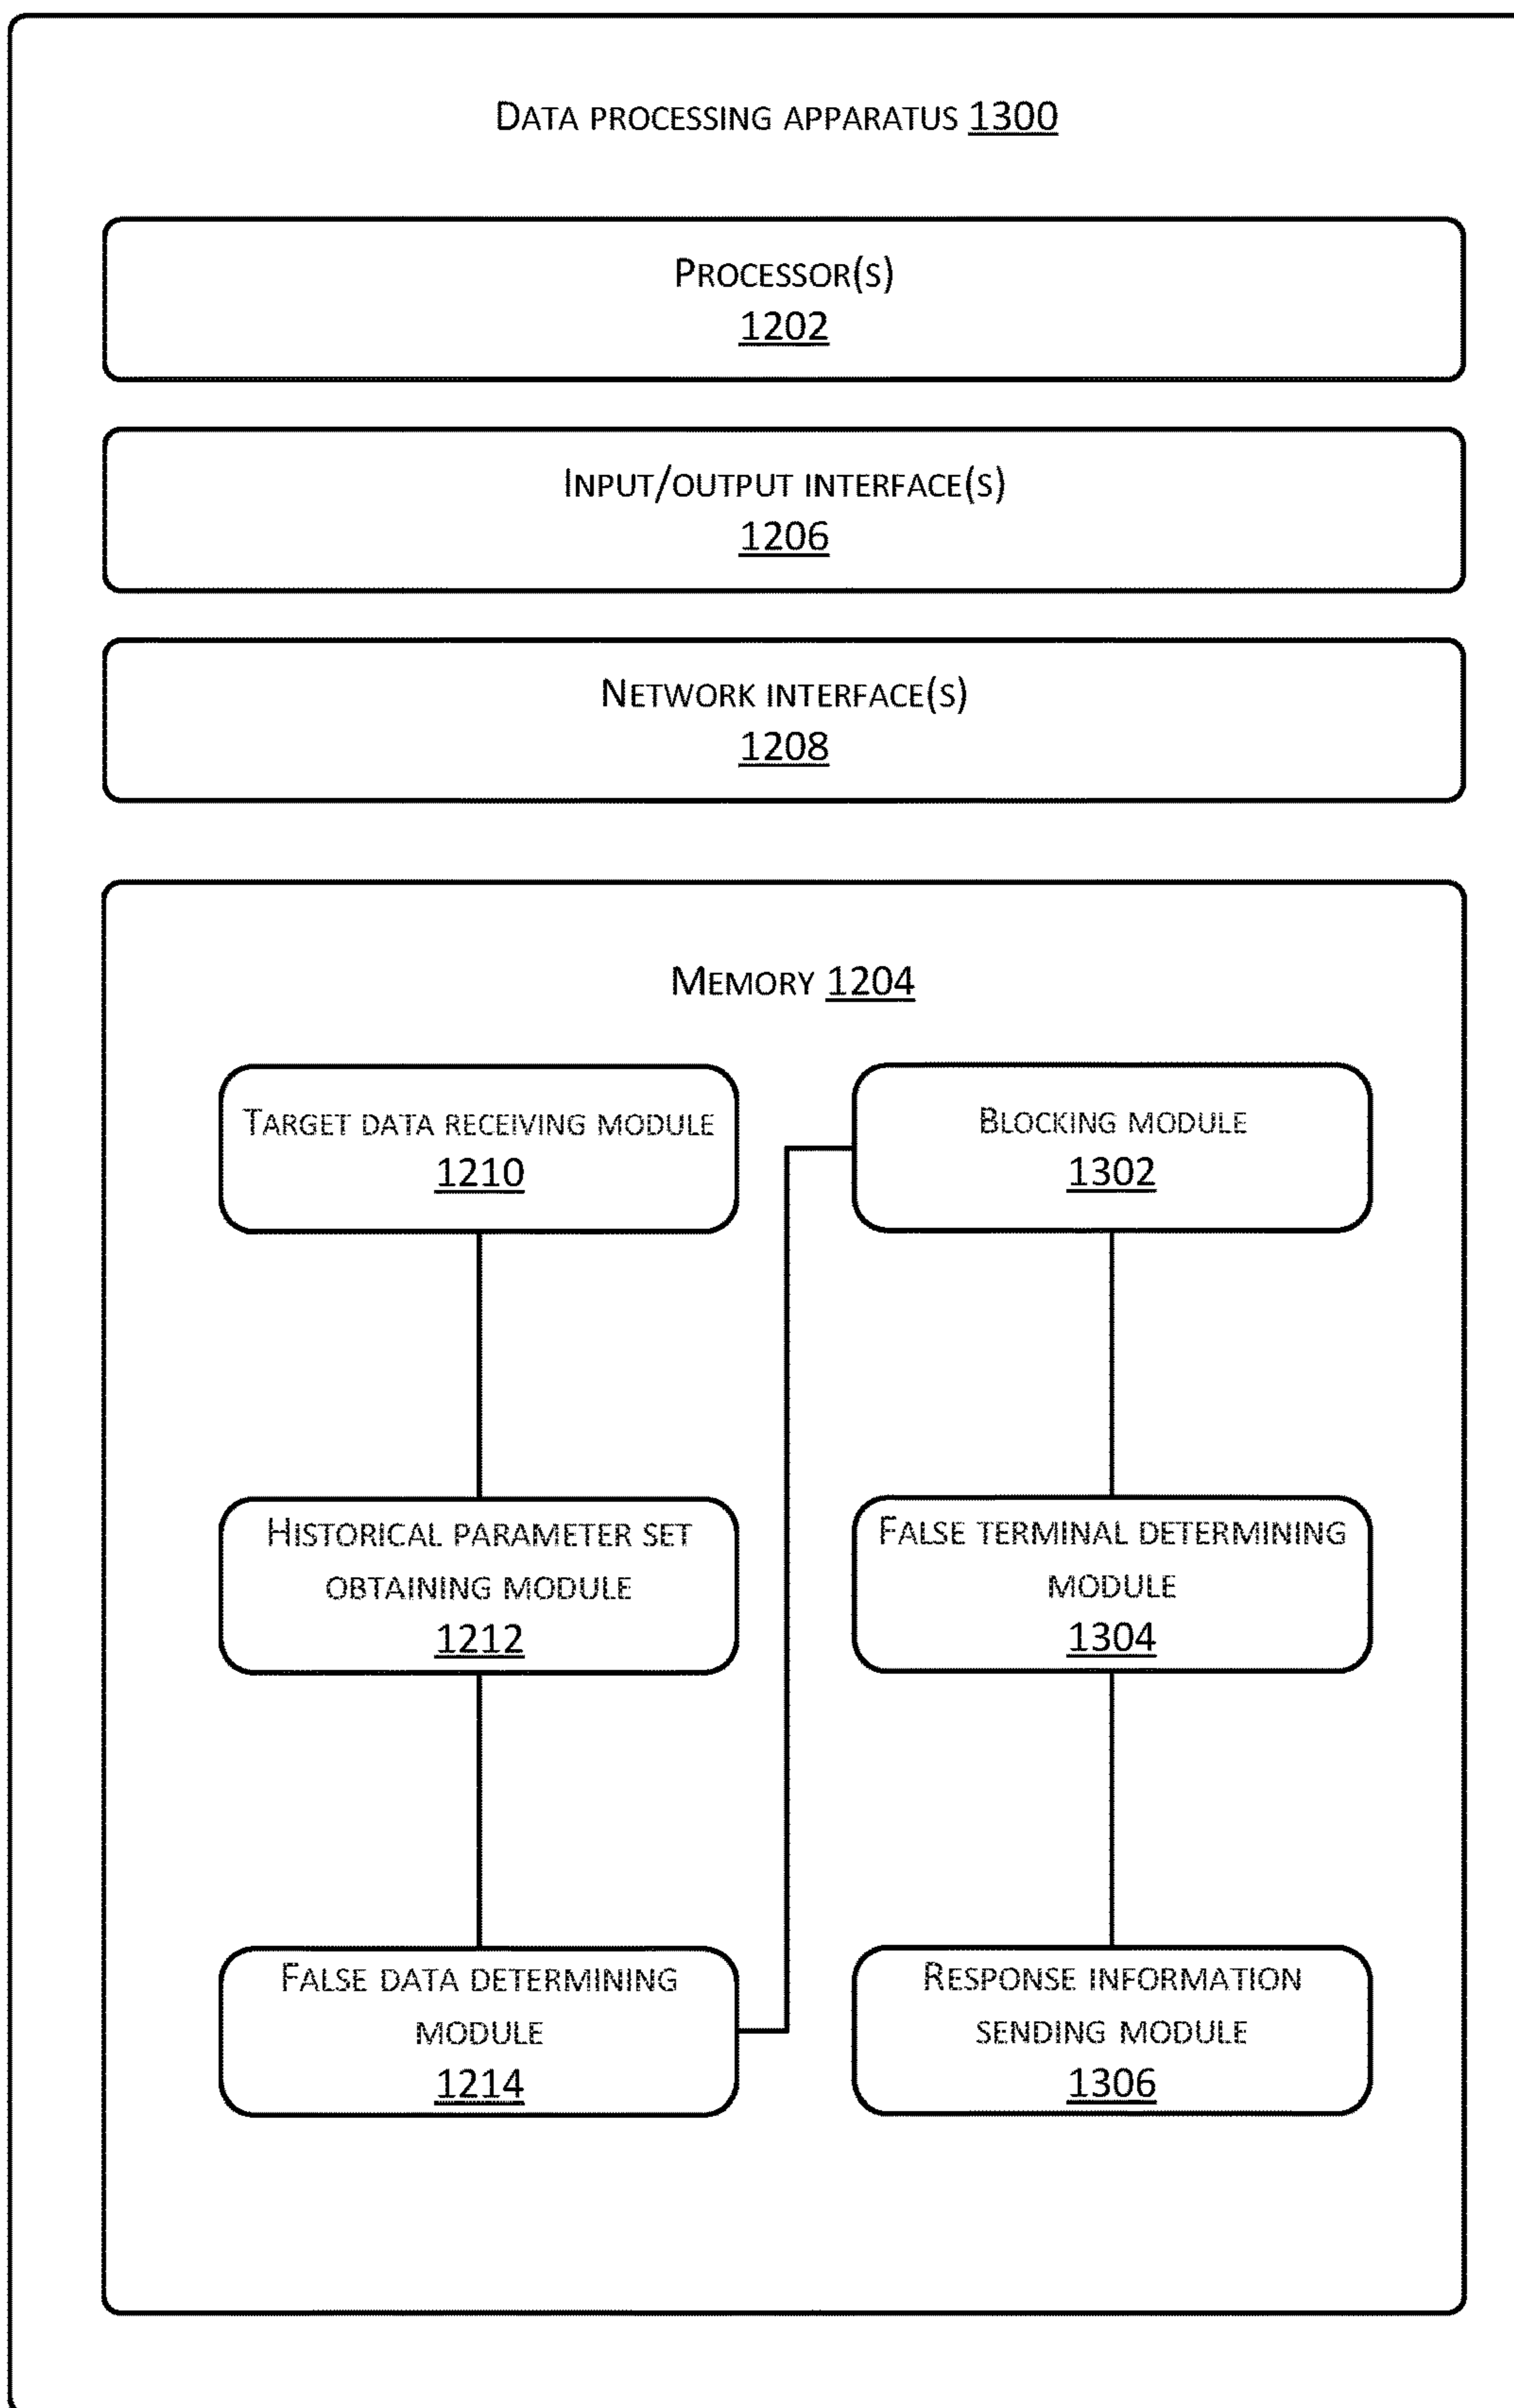 DATA PROCESSING APPARATUS 1300
PROCESSOR(S)
1202
INPUT/OUTPUT INTERFACE(S)
1206
NETWORK INTERFACE(S)
1208
MEMORY 1204
TARGET DATA RECEIVING MODULE
1210
HISTORICAL PARAMETER SET
OBTAINING MODULE
1212
FALSE DATA DETERMINING
MODULE
1214
BLOCKING MODULE
1302
FALSE TERMINAL DETERMINING
MODULE
1304
RESPONSE INFORMATION
SENDING MODULE
1306